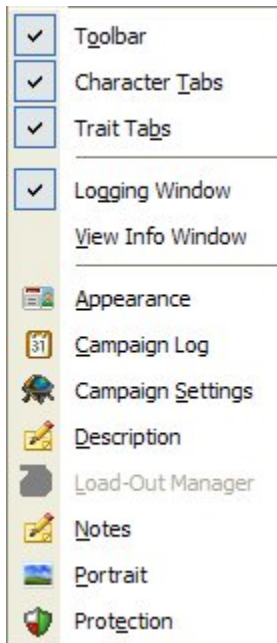 Toolbar
Character Tabs
Trait Tabs
Logging Window
View Info Window
Appearance
31
Campaign Log
Campaign Settings
Description
Load-Out Manager
Notes
Portrait
Protection